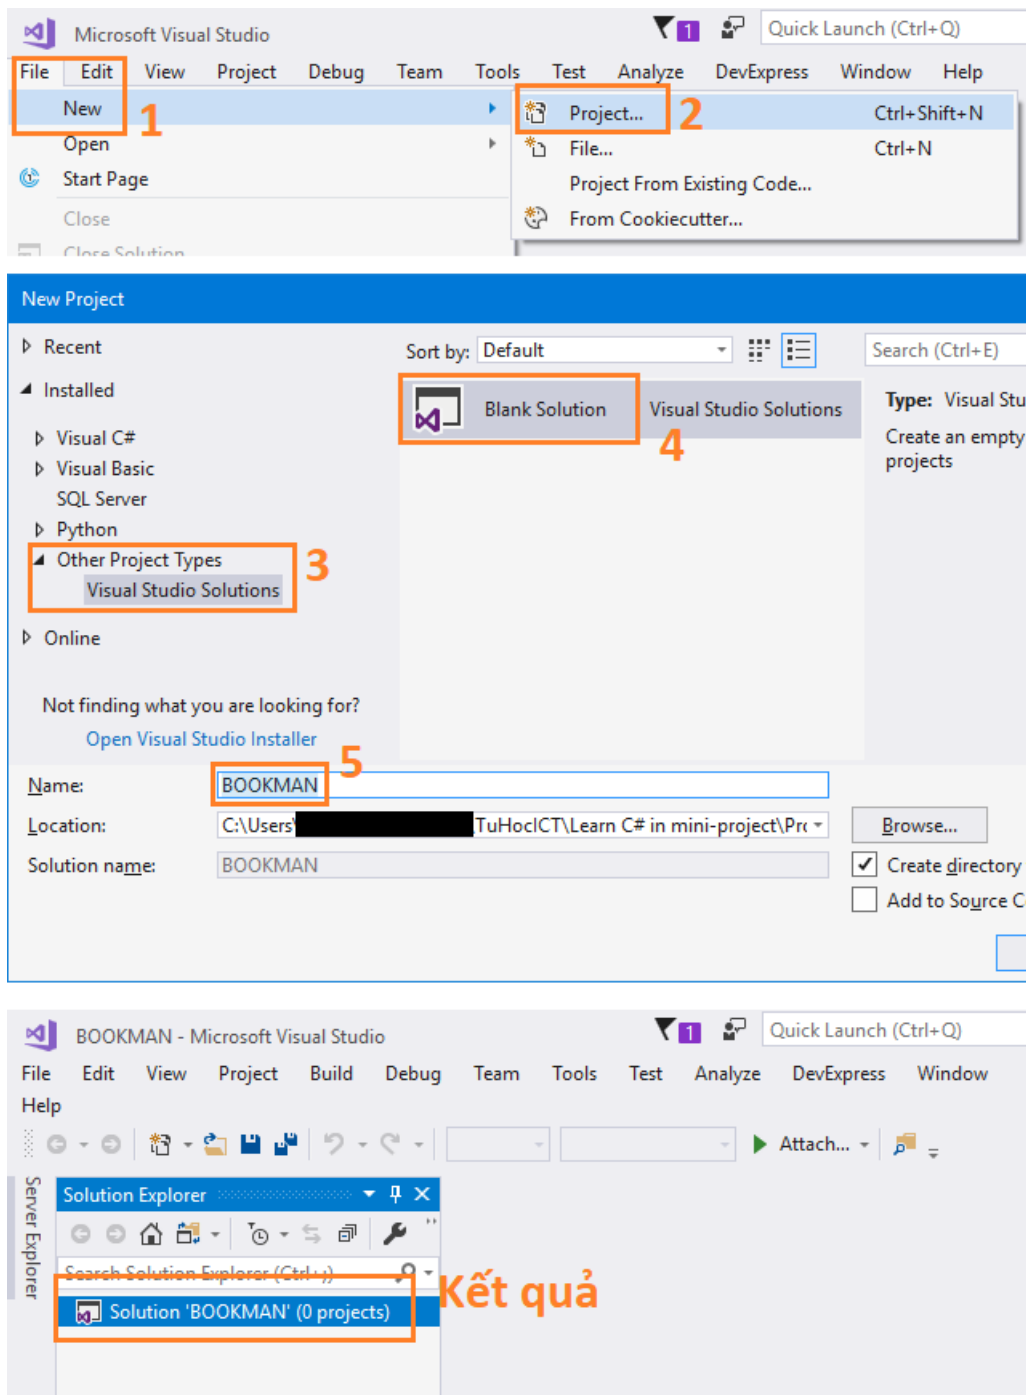 Microsoft Visual Studio
1
Quick Launch (Ctrl+Q)
File Edit View Project Debug Team Tools Test Analyze DevExpress Window Help
New 1
Project... 2 Ctrl+Shift+N
Open
File... Ctrl+N
Start Page
Project From Existing Code...
Close
From Cookiecutter...
Close Solution
New Project
Recent
Sort by: Default
Search (Ctrl+E)
Installed
Blank Solution Visual Studio Solutions
4
Type: Visual Stu
Create an empty
projects
Visual C#
Visual Basic
SQL Server
Python
Other Project Types
3
Visual Studio Solutions
Online
Not finding what you are looking for?
Open Visual Studio Installer
5
Name: BOOKMAN
Location: C:\Users\ TuHocICT\Learn C# in mini-project\Pro
Browse...
Solution name: BOOKMAN
Create directory
Add to Source C
BOOKMAN - Microsoft Visual Studio
1
Quick Launch (Ctrl+Q)
File Edit View Project Build Debug Team Tools Test Analyze DevExpress Window
Help
Attach...
Server Explorer
Solution Explorer
Search Solution Explorer (Ctrl+;)
Kết quả
Solution 'BOOKMAN' (0 projects)